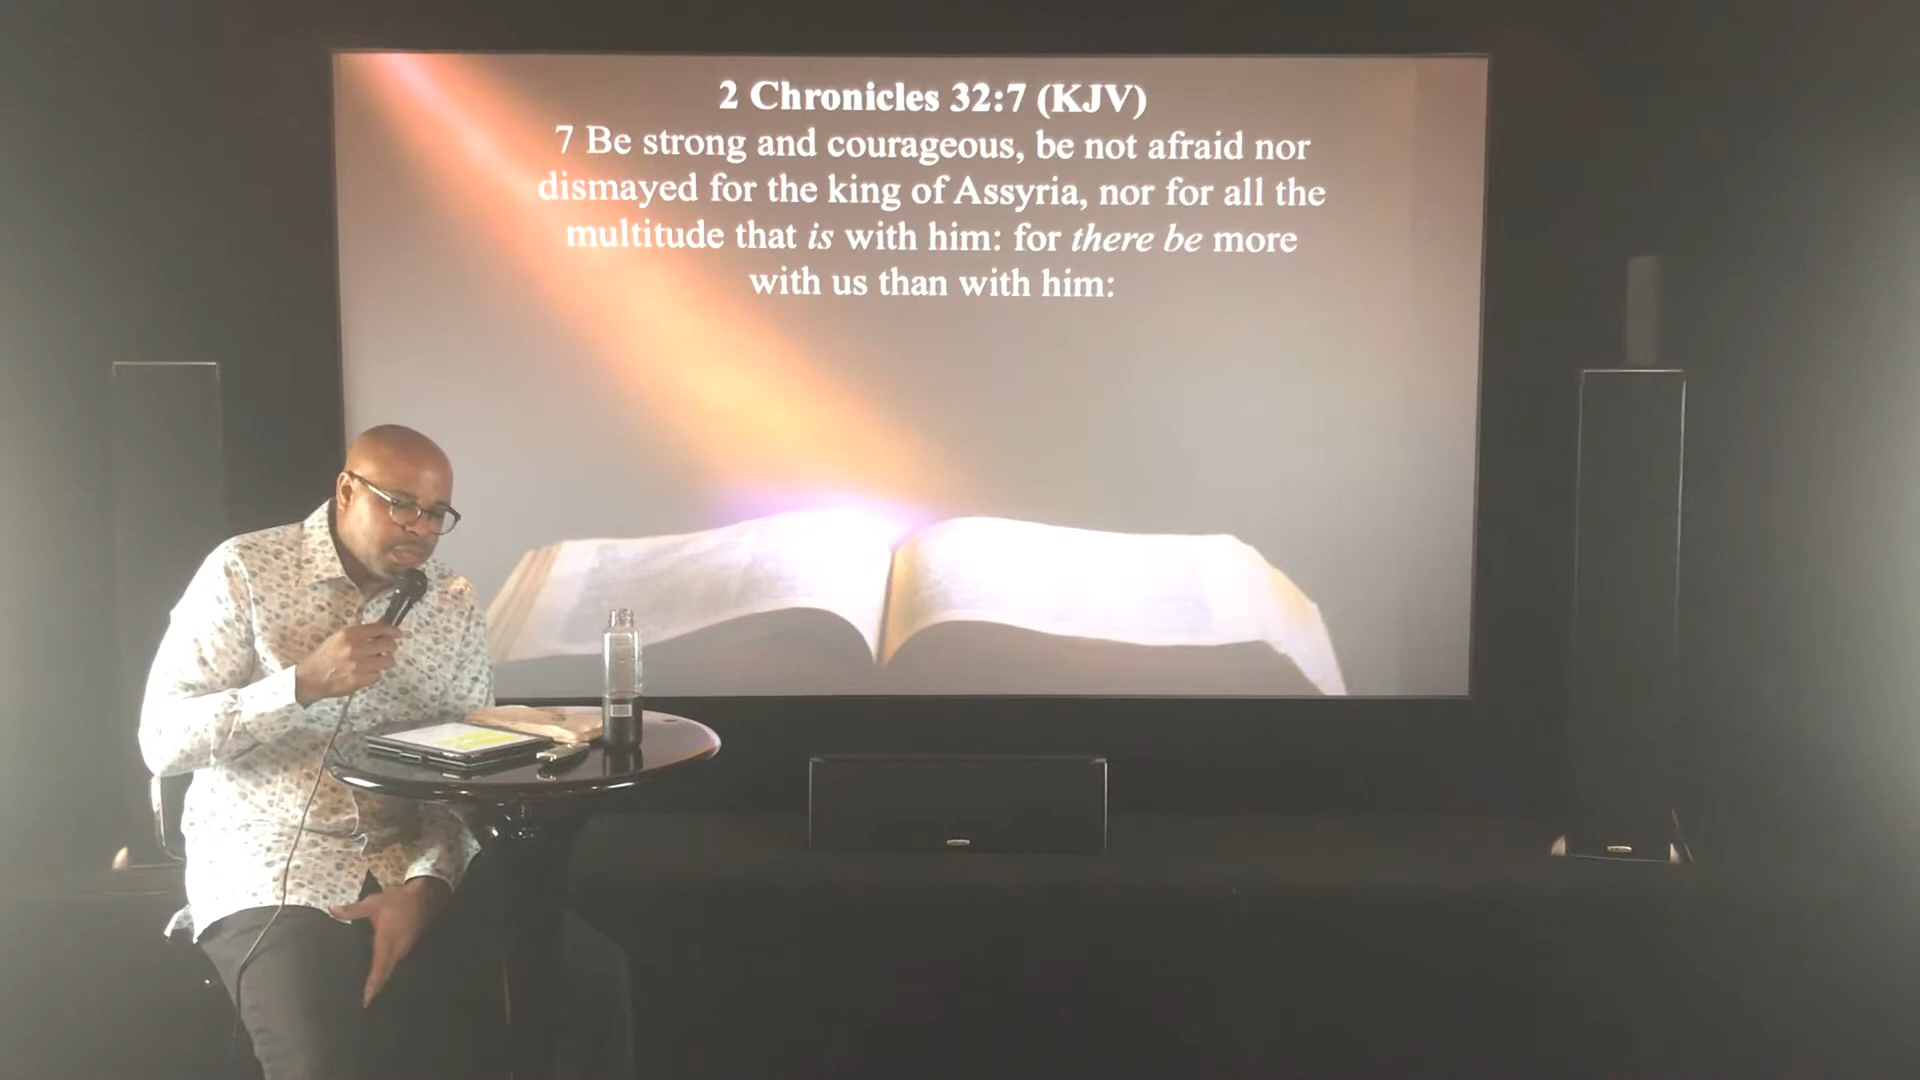 2 Chronicles 32:7 (KJV)
7 Be strong and courageous, be not afraid nor
dismayed for the king of Assyria, nor for all the
multitude that is with him: for there be more
with us than with him: